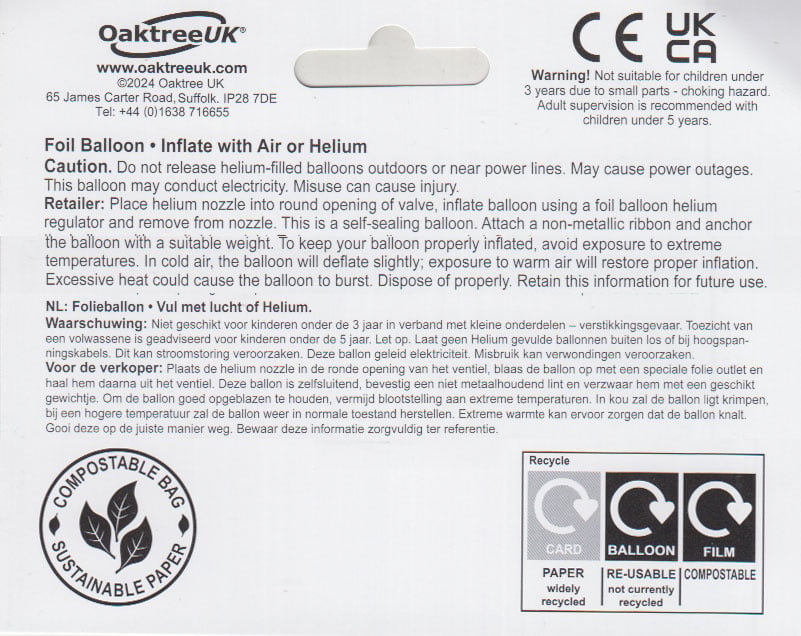 OaktreeUK®
www.oaktreeuk.com
©2024 Oaktree UK
65 James Carter Road, Suffolk. IP28 7DE
Tel: +44 (0)1638 716655
CE UK CA
Warning! Not suitable for children under
3 years due to small parts - choking hazard.
Adult supervision is recommended with
children under 5 years.
Foil Balloon • Inflate with Air or Helium
Caution. Do not release helium-filled balloons outdoors or near power lines. May cause power outages.
This balloon may conduct electricity. Misuse can cause injury.
Retailer: Place helium nozzle into round opening of valve, inflate balloon using a foil balloon helium
regulator and remove from nozzle. This is a self-sealing balloon. Attach a non-metallic ribbon and anchor
the balloon with a suitable weight. To keep your balloon properly inflated, avoid exposure to extreme
temperatures. In cold air, the balloon will deflate slightly; exposure to warm air will restore proper inflation.
Excessive heat could cause the balloon to burst. Dispose of properly. Retain this information for future use.
NL: Folieballon • Vul met lucht of Helium.
Waarschuwing: Niet geschikt voor kinderen onder de 3 jaar in verband met kleine onderdelen – verstikkingsgevaar. Toezicht van
een volwassene is geadviseerd voor kinderen onder de 5 jaar. Let op. Laat geen Helium gevulde ballonnen buiten los of bij hoogspan-
ningskabels. Dit kan stroomstoring veroorzaken. Deze ballon geleid elektriciteit. Misbruik kan verwondingen veroorzaken.
Voor de verkoper: Plaats de helium nozzle in de ronde opening van het ventiel, blaas de ballon op met een speciale folie outlet en
haal hem daarna uit het ventiel. Deze ballon is zelfsluitend, bevestig een niet metaalhoudend lint en verzwaar hem met een geschikt
gewichtje. Om de ballon goed opgeblazen te houden, vermijd blootstelling aan extreme temperaturen. In kou zal de ballon ligt krimpen,
bij een hogere temperatuur zal de ballon weer in normale toestand herstellen. Extreme warmte kan ervoor zorgen dat de ballon knalt.
Gooi deze op de juiste manier weg. Bewaar deze informatie zorgvuldig ter referentie.
COMPOSTABLE BAG
SUSTAINABLE PAPER
Recycle
CARD BALLOON FILM
PAPER RE-USABLE COMPOSTABLE
widely not currently
recycled recycled